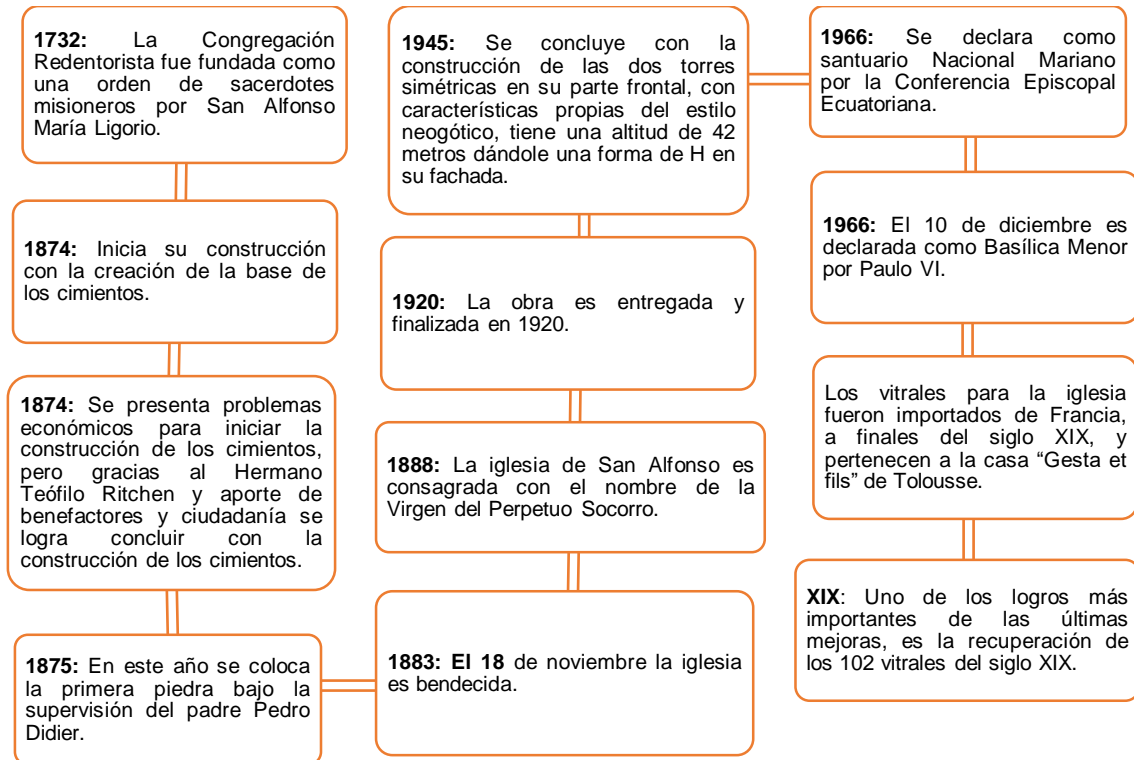 1732: La Congregación
Redentorista fue fundada como
una orden de sacerdotes
misioneros por San Alfonso
María Ligorio.
1874: Inicia su construcción
con la creación de la base de
los cimientos.
1874: Se presenta problemas
económicos para iniciar la
construcción de los cimientos,
pero gracias al Hermano
Teófilo Ritchen y aporte de
benefactores y ciudadanía se
logra concluir con la
construcción de los cimientos.
1875: En este año se coloca
la primera piedra bajo la
supervisión del padre Pedro
Didier.
1883: El 18 de noviembre la iglesia
es bendecida.
1888: La iglesia de San Alfonso es
consagrada con el nombre de la
Virgen del Perpetuo Socorro.
1920: La obra es entregada y
finalizada en 1920.
1945: Se concluye con la
construcción de las dos torres
simétricas en su parte frontal, con
características propias del estilo
neogótico, tiene una altitud de 42
metros dándole una forma de H en
su fachada.
1966: Se declara como
santuario Nacional Mariano
por la Conferencia Episcopal
Ecuatoriana.
1966: El 10 de diciembre es
declarada como Basílica Menor
por Paulo VI.
Los vitrales para la iglesia
fueron importados de Francia,
a finales del siglo XIX, y
pertenecen a la casa “Gesta et
fils” de Tolousse.
XIX: Uno de los logros más
importantes de las últimas
mejoras, es la recuperación de
los 102 vitrales del siglo XIX.